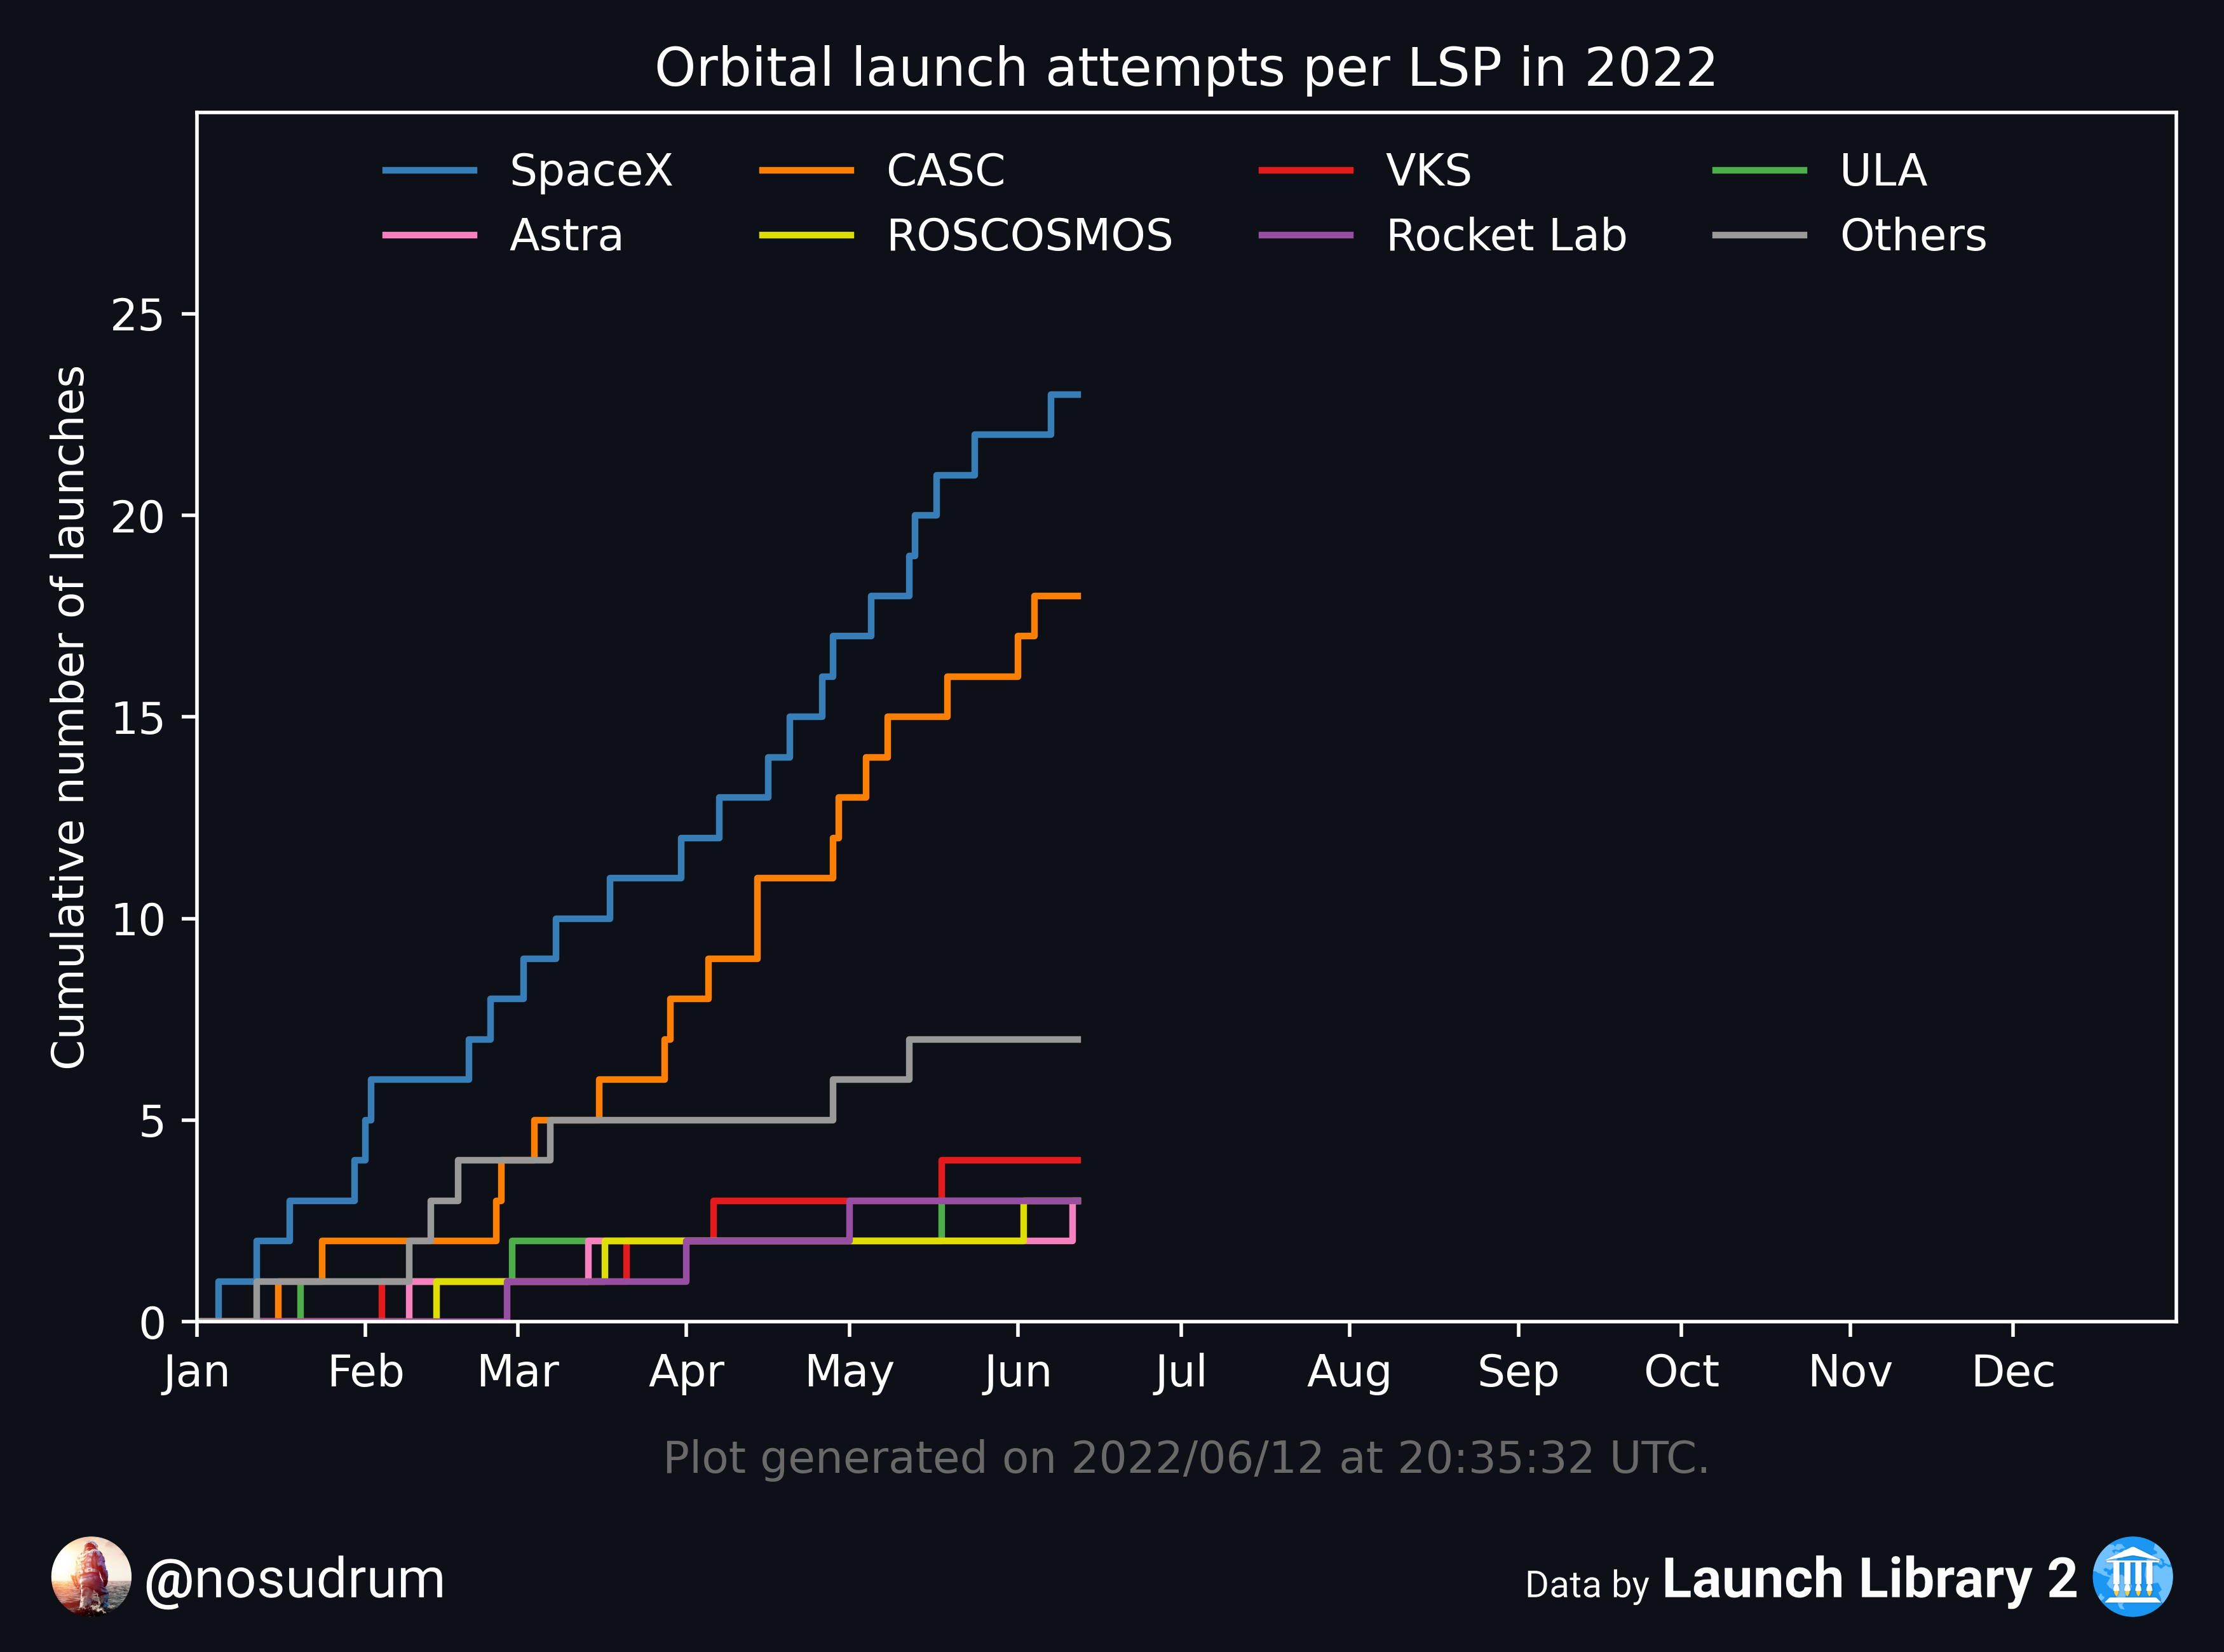 Orbital launch attempts per LSP in 2022
SpaceX CASC VKS ULA
Astra ROSCOSMOS Rocket Lab Others
Cumulative number of launches
25
20
15
10
5
0
Jan Feb Mar Apr May Jun Jul Aug Sep Oct Nov Dec
Plot generated on 2022/06/12 at 20:35:32 UTC.
@nosudrum
Data by Launch Library 2